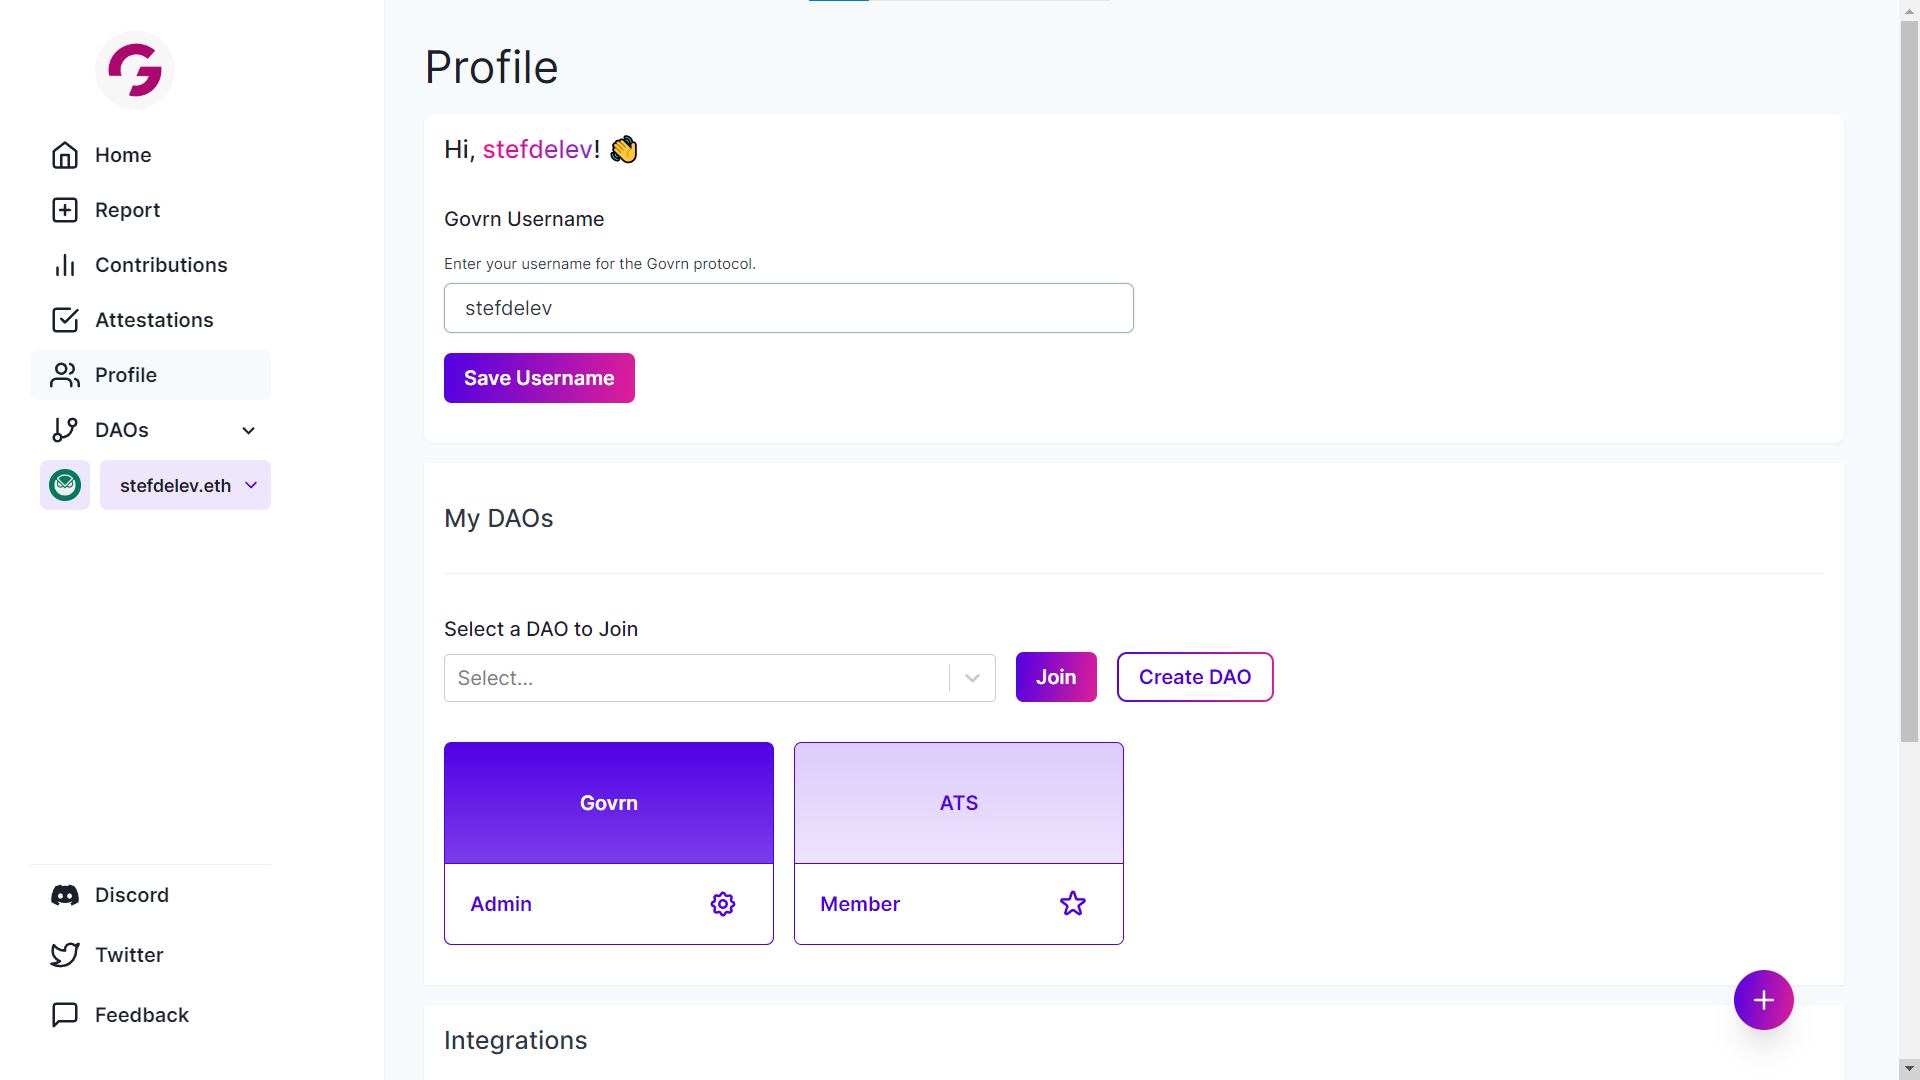 Home
Report
Contributions
Attestations
Profile
DAOs
stefdelev.eth
Discord
Twitter
Feedback
Profile
Hi, stefdelev! 👋
Govrn Username
Enter your username for the Govrn protocol.
stefdelev
Save Username
My DAOs
Select a DAO to Join
Select...
Join
Create DAO
Govrn
ATS
Admin
Member
Integrations